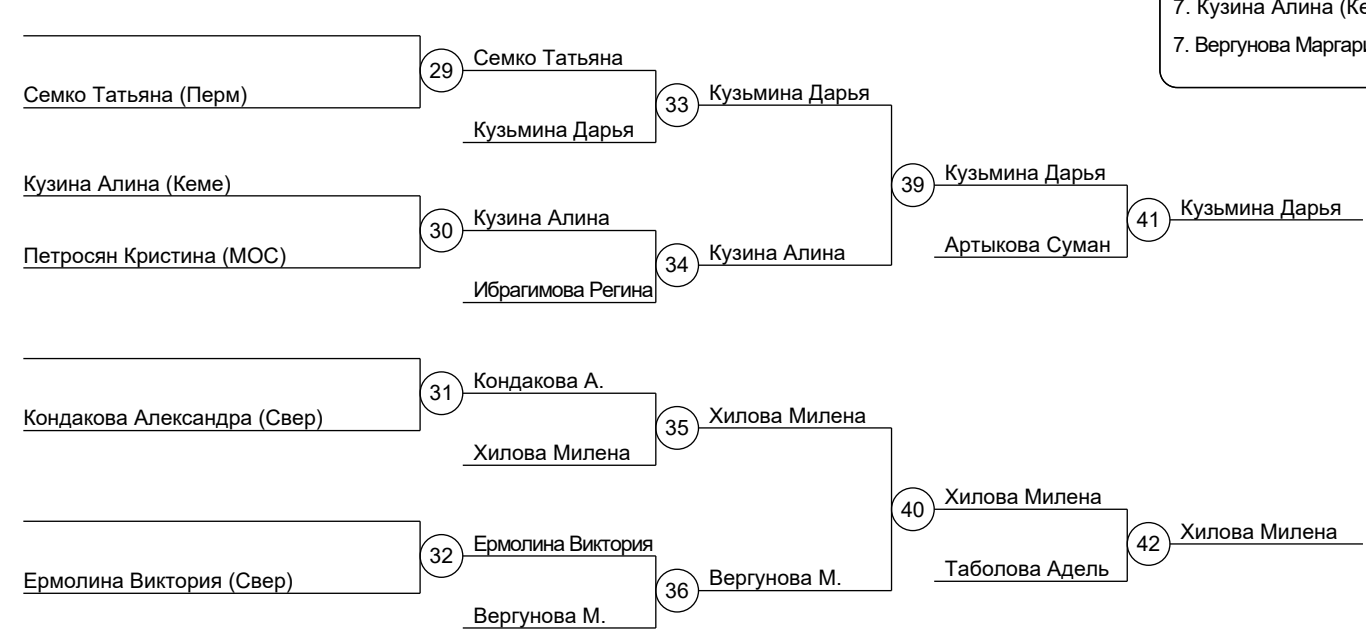 7. Кузина Алина
7. Вергунова
Семко Татьяна
29
Семко Татьяна (Перм)
Кузьмина Дарья
33
Кузьмина Дарья
Кузина Алина (Кеме)
Кузьмина Дарья
39
Кузьмина Дарья
41
Кузина Алина
30
Артыкова Суман
Петросян Кристина (МОС)
Кузина Алина
34
Ибрагимова Регина
Кондакова А.
31
Кондакова Александра (Свер)
Хилова Милена
35
Хилова Милена
Хилова Милена
40
Хилова Милена
42
Ермолина Виктория
32
Таболова Адель
Ермолина Виктория (Свер)
Вергунова М.
36
Вергунова М.